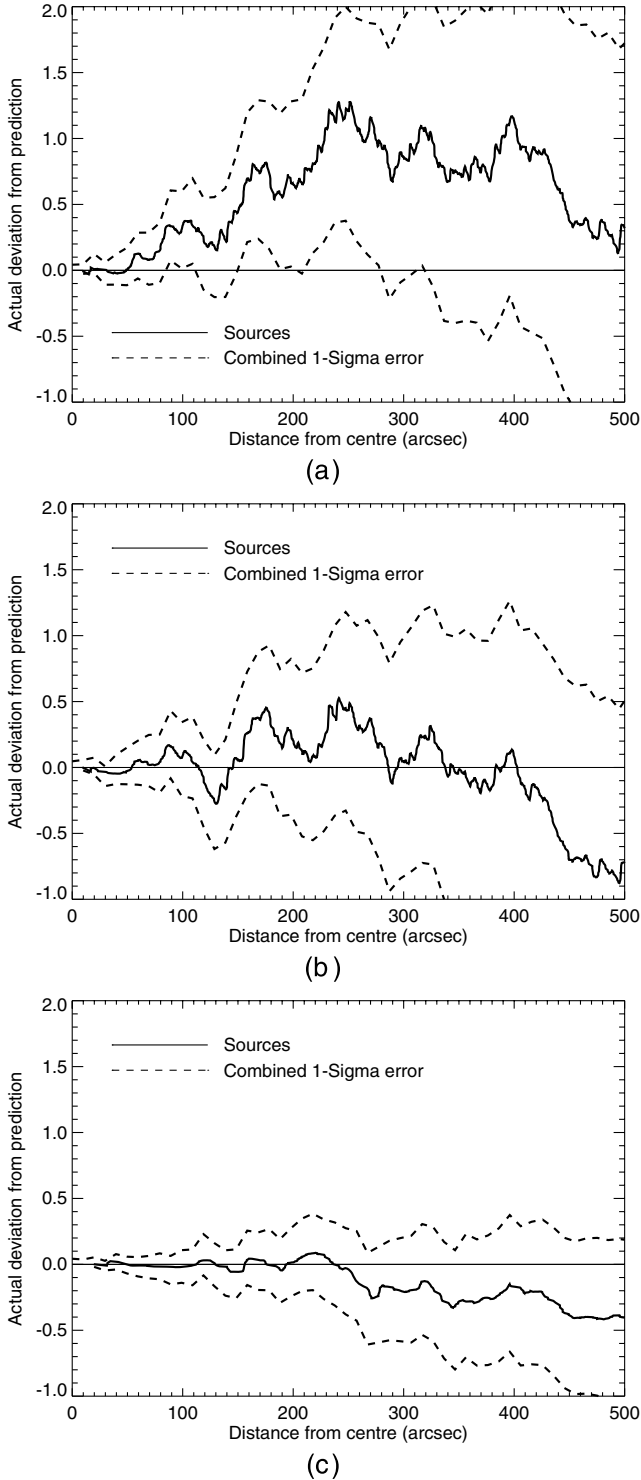 2.0
1.5
1.0
0.5
0.0
-0.5
-1.0
Actual deviation from prediction
Sources
Combined 1-Sigma error
0 100 200 300 400 500
Distance from centre (arcsec)
(a)
2.0
1.5
1.0
0.5
0.0
-0.5
-1.0
Actual deviation from prediction
Sources
Combined 1-Sigma error
0 100 200 300 400 500
Distance from centre (arcsec)
(b)
2.0
1.5
1.0
0.5
0.0
-0.5
-1.0
Actual deviation from prediction
Sources
Combined 1-Sigma error
0 100 200 300 400 500
Distance from centre (arcsec)
(c)